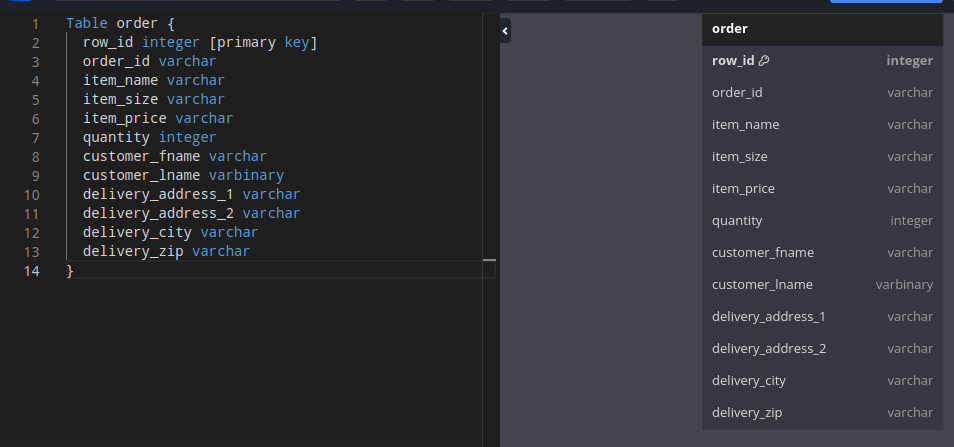 1 Table order {
2 row_id integer [primary key]
3 order_id varchar
4 item_name varchar
5 item_size varchar
6 item_price varchar
7 quantity integer
8 customer_fname varchar
9 customer_lname varbinary
10 delivery_address_1 varchar
11 delivery_address_2 varchar
12 delivery_city varchar
13 delivery_zip varchar
14 }
order
row_id integer
order_id varchar
item_name varchar
item_size varchar
item_price varchar
quantity integer
customer_fname varchar
customer_lname varbinary
delivery_address_1 varchar
delivery_address_2 varchar
delivery_city varchar
delivery_zip varchar